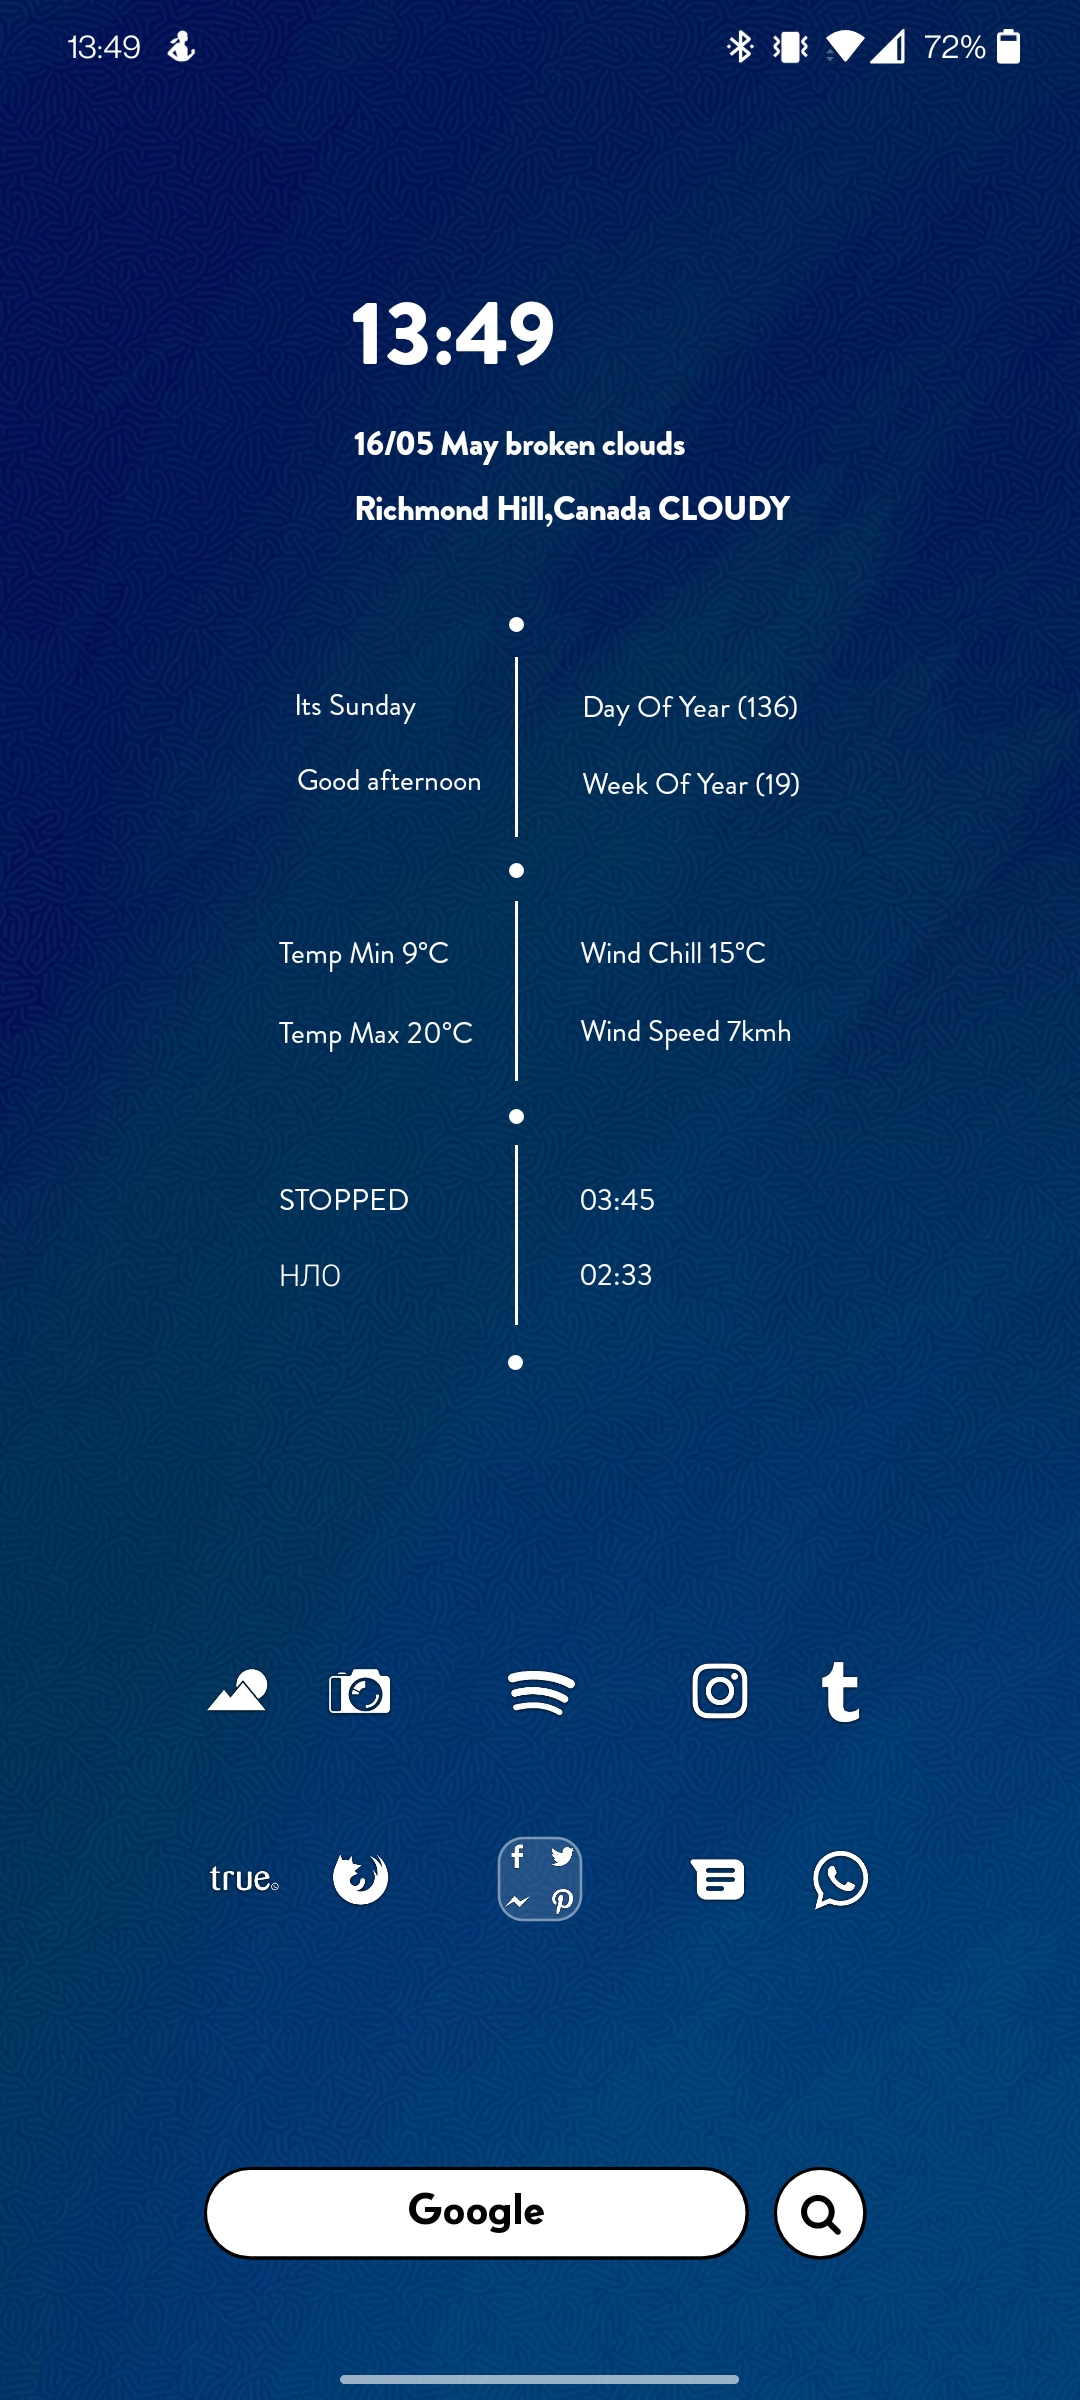 13:49 72%
13:49
16/05 May broken clouds
Richmond Hill,Canada CLOUDY
Its Sunday
Day Of Year (136)
Good afternoon
Week Of Year (19)
Temp Min 9°C
Wind Chill 15°C
Temp Max 20°C
Wind Speed 7kmh
STOPPED
03:45
НЛО
02:33
true
Google